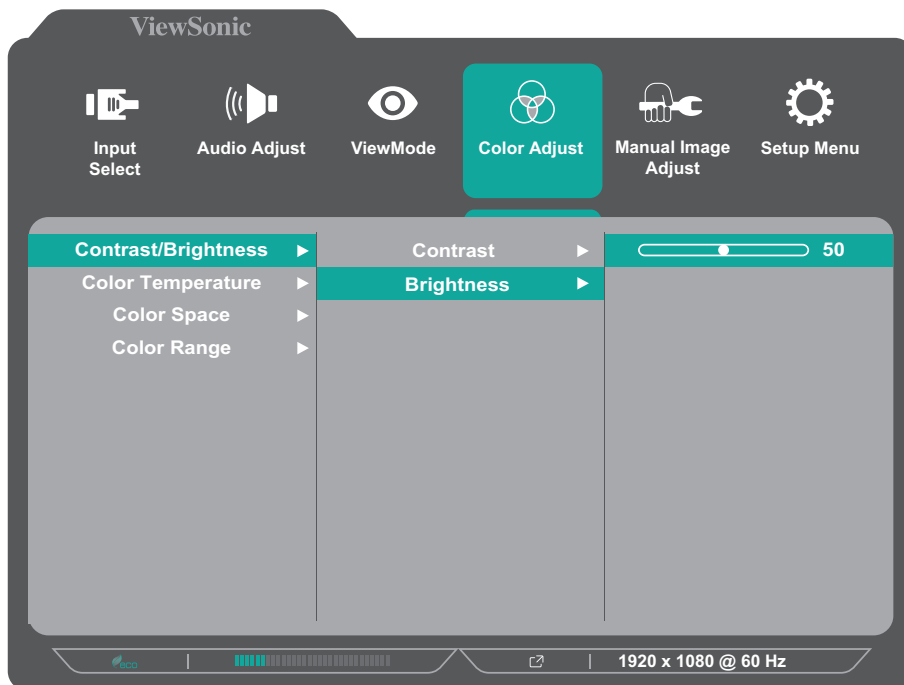 ViewSonic
Input Select
Audio Adjust
ViewMode
Color Adjust
Manual Image Adjust
Setup Menu
Contrast/Brightness
Color Temperature
Color Space
Color Range
Contrast
Brightness
50
eco
1920 x 1080 @ 60 Hz